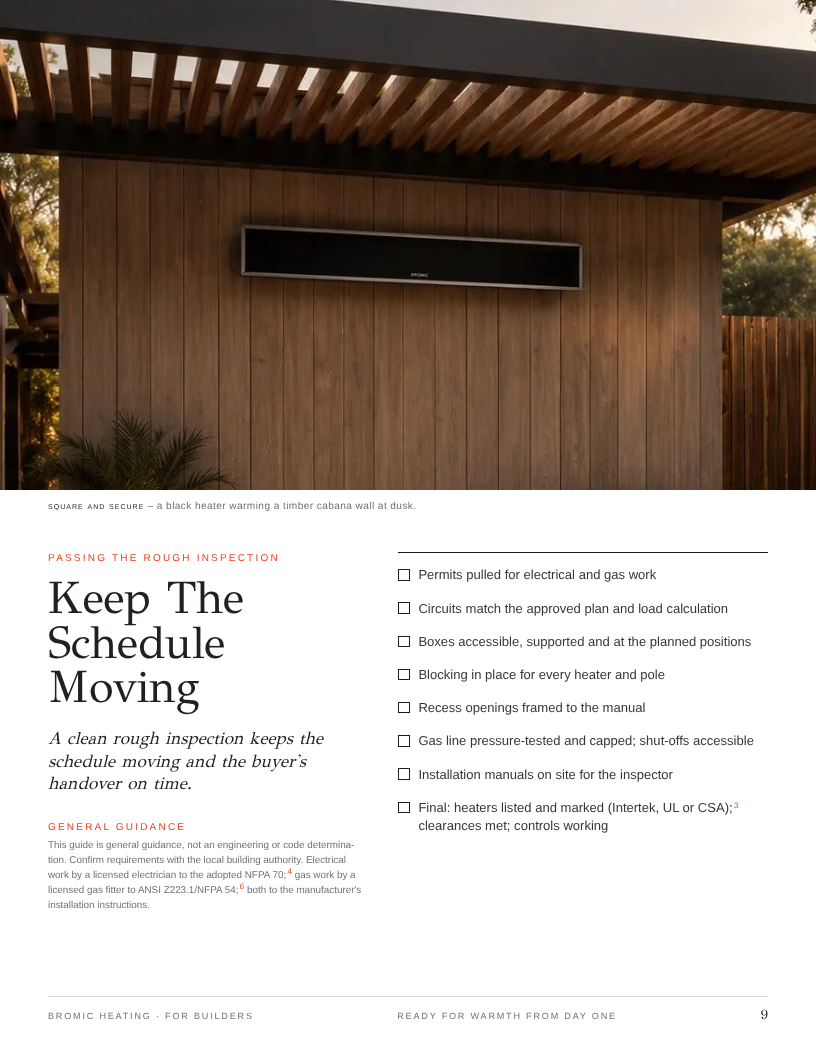 BROMIC
SQUARE AND SECURE – a black heater warming a timber cabana wall at dusk.
PASSING THE ROUGH INSPECTION
Keep The
Schedule
Moving
A clean rough inspection keeps the
schedule moving and the buyer's
handover on time.
GENERAL GUIDANCE
This guide is general guidance, not an engineering or code determina-
tion. Confirm requirements with the local building authority. Electrical
work by a licensed electrician to the adopted NFPA 70;4 gas work by a
licensed gas fitter to ANSI Z223.1/NFPA 54;6 both to the manufacturer's
installation instructions.
Permits pulled for electrical and gas work
Circuits match the approved plan and load calculation
Boxes accessible, supported and at the planned positions
Blocking in place for every heater and pole
Recess openings framed to the manual
Gas line pressure-tested and capped; shut-offs accessible
Installation manuals on site for the inspector
Final: heaters listed and marked (Intertek, UL or CSA);3
clearances met; controls working
BROMIC HEATING · FOR BUILDERS
READY FOR WARMTH FROM DAY ONE
9